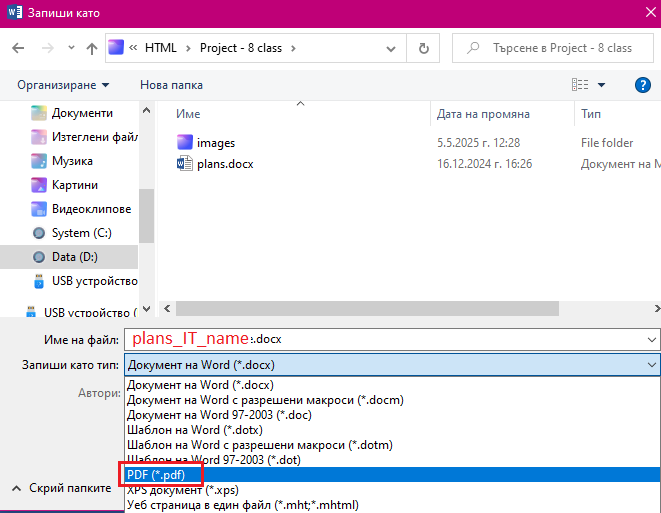 Запиши като
« HTML › Project - 8 class ›
Търсене в Project - 8 class
Организиране
Нова папка
Име
Дата на промяна
Тип
Документи
Изтеглени файл
Музика
Картини
Видеоклипове
System (C:)
Data (D:)
USB устройство
USB устройство (
images 5.5.2025 г. 12:28 File folder
plans.docx 16.12.2024 г. 16:26 Документ на M
Име на файл: plans_IT_name.docx
Запиши като тип: Документ на Word (*.docx)
Автори:
Документ на Word (*.docx)
Документ на Word с разрешени макроси (*.docm)
Документ на Word 97-2003 (*.doc)
Шаблон на Word (*.dotx)
Шаблон на Word с разрешени макроси (*.dotm)
Шаблон на Word 97-2003 (*.dot)
PDF (*.pdf)
XPS документ (*.xps)
Уеб страница в един файл (*.mht;*.mhtml)
Скрий папките